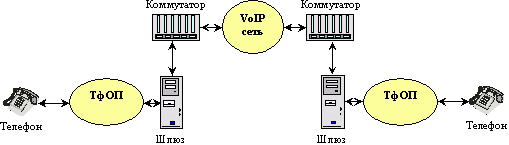 Коммутатор
VoIP
сеть
Коммутатор
ТфОП
ТфОП
Телефон
Шлюз
Шлюз
Телефон